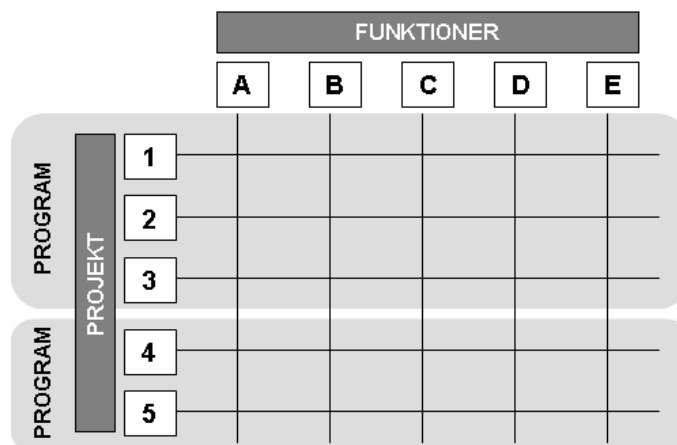 FUNKTIONER
A B C D E
PROGRAM
PROJEKT
1
2
3
PROGRAM
4
5